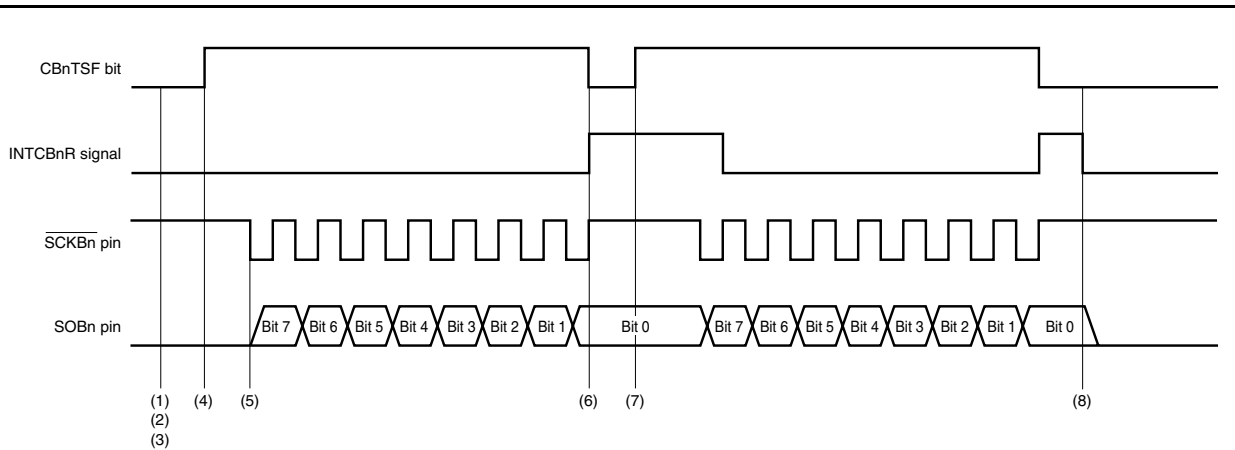 CBnTSF bit
INTCBnR signal
SCKBn pin
SOBn pin
Bit 7 Bit 6 Bit 5 Bit 4 Bit 3 Bit 2 Bit 1 Bit 0 Bit 7 Bit 6 Bit 5 Bit 4 Bit 3 Bit 2 Bit 1 Bit 0
(1) (4) (5) (6) (7) (8)
(2)
(3)